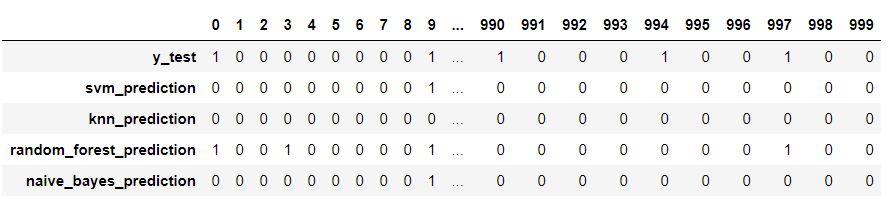 0 1 2 3 4 5 6 7 8 9 ... 990 991 992 993 994 995 996 997 998 999
y_test 1 0 0 0 0 0 0 0 0 1 ... 1 0 0 0 1 0 0 1 0 0
svm_prediction 0 0 0 0 0 0 0 0 0 1 ... 0 0 0 0 0 0 0 0 0 0
knn_prediction 0 0 0 0 0 0 0 0 0 0 ... 0 0 0 0 0 0 0 0 0 0
random_forest_prediction 1 0 0 1 0 0 0 0 0 1 ... 0 0 0 0 0 0 0 1 0 0
naive_bayes_prediction 0 0 0 0 0 0 0 0 0 1 ... 0 0 0 0 0 0 0 0 0 0